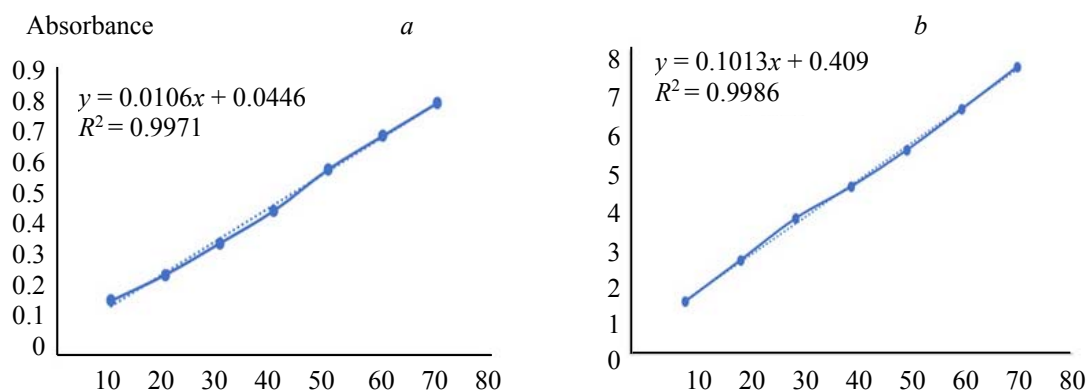 Absorbance
a
0.9
0.8
0.7
0.6
0.5
0.4
0.3
0.2
0.1
0
y = 0.0106x + 0.0446
R² = 0.9971
10 20 30 40 50 60 70 80
b
8
7
6
5
4
3
2
1
0
y = 0.1013x + 0.409
R² = 0.9986
10 20 30 40 50 60 70 80